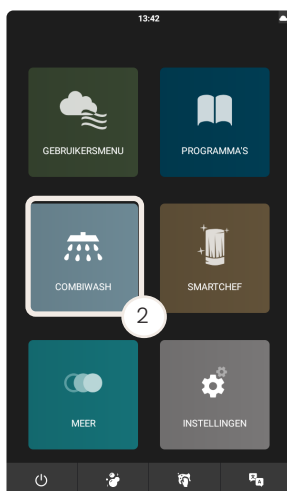 13:42
GEBRUIKERSMENU
PROGRAMMA'S
COMBIWASH
SMARTCHEF
2
MEER
INSTELLINGEN